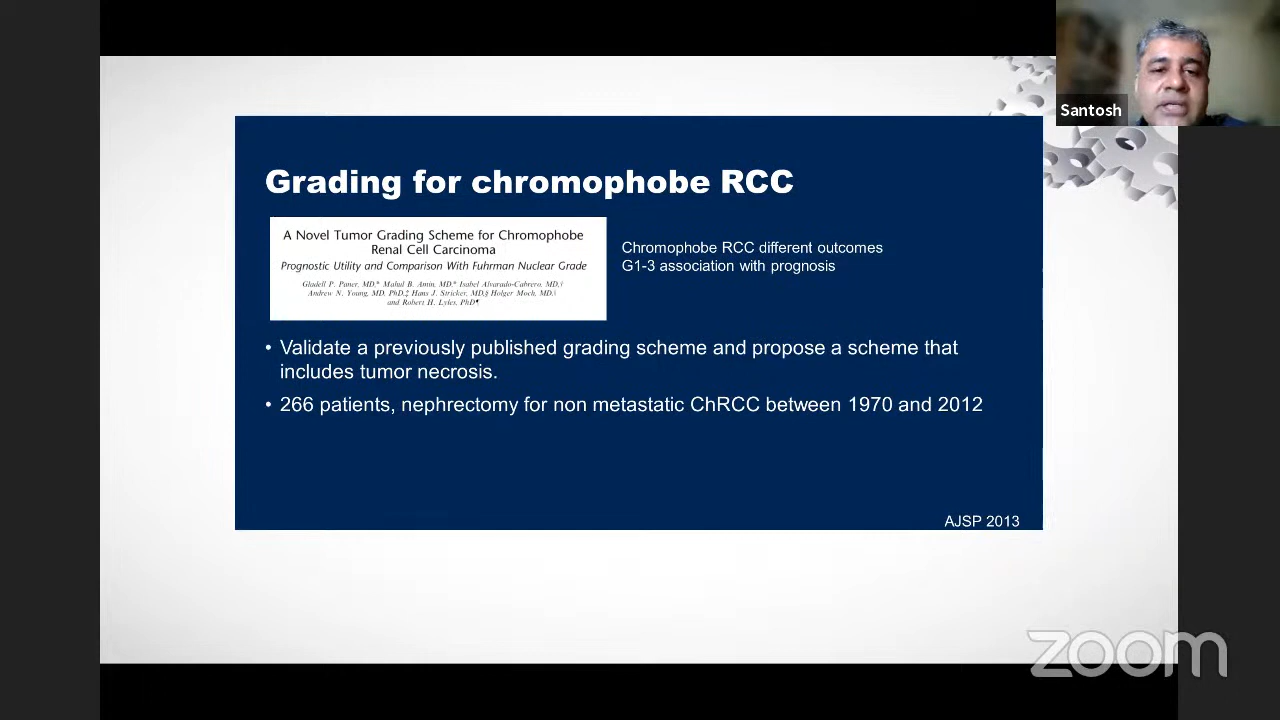 Santosh
Grading for chromophobe RCC
A Novel Tumor Grading Scheme for Chromophobe
Renal Cell Carcinoma
Prognostic Utility and Comparison With Fuhrman Nuclear Grade
Gladell P. Paner, MD,* Mahul B. Amin, MD,* Isabel Alvarado-Cabrero, MD,†
Andrew N. Young, MD, PhD,‡ Hans J. Stricker, MD,§ Holger Moch, MD,∥
and Robert H. Lyles, PhD¶
Chromophobe RCC different outcomes
G1-3 association with prognosis
• Validate a previously published grading scheme and propose a scheme that
includes tumor necrosis.
• 266 patients, nephrectomy for non metastatic ChRCC between 1970 and 2012
AJSP 2013
zoom